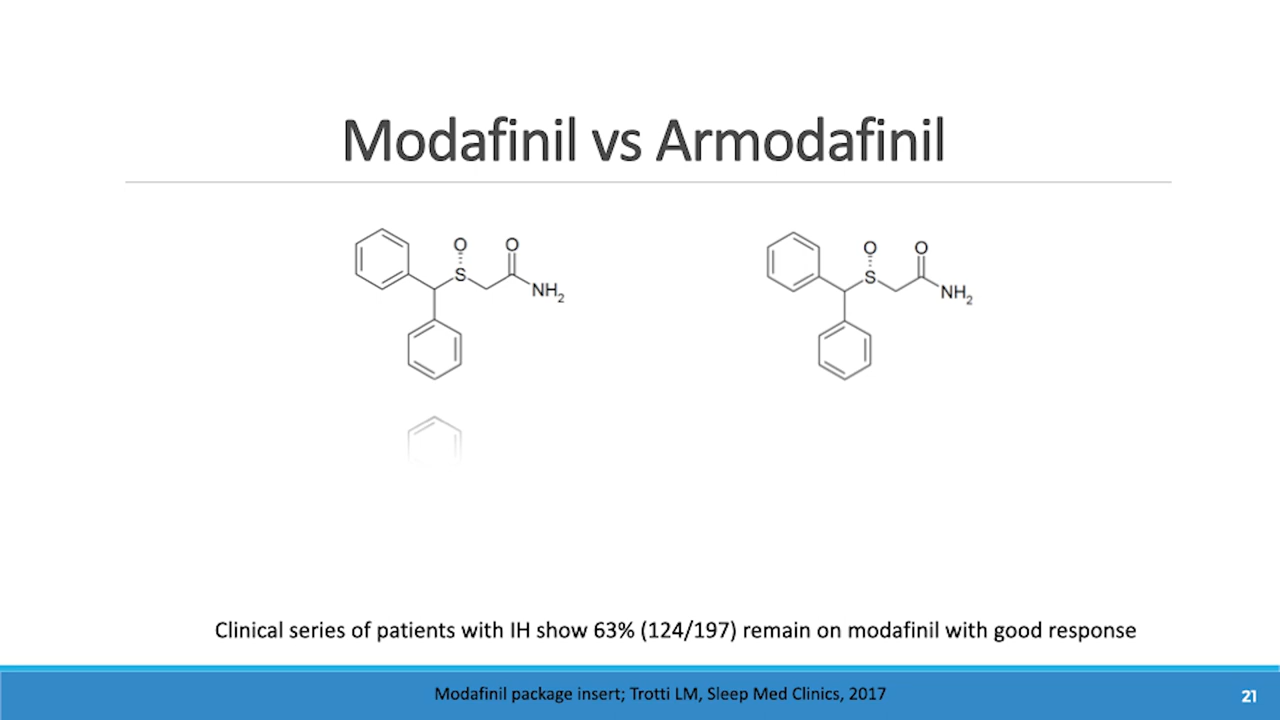 Modafinil vs Armodafinil
O O
S
NH2
O O
S
NH2
Clinical series of patients with IH show 63% (124/197) remain on modafinil with good response
Modafinil package insert; Trotti LM, Sleep Med Clinics, 2017
21